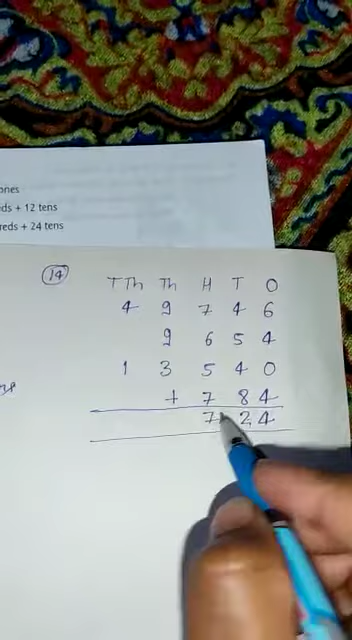 ones
eds + 12 tens
reds + 24 tens
14
TTh Th H T O
4 9 7 4 6
9 6 5 4
1 3 5 4 0
+ 7 8 4
7 2 4